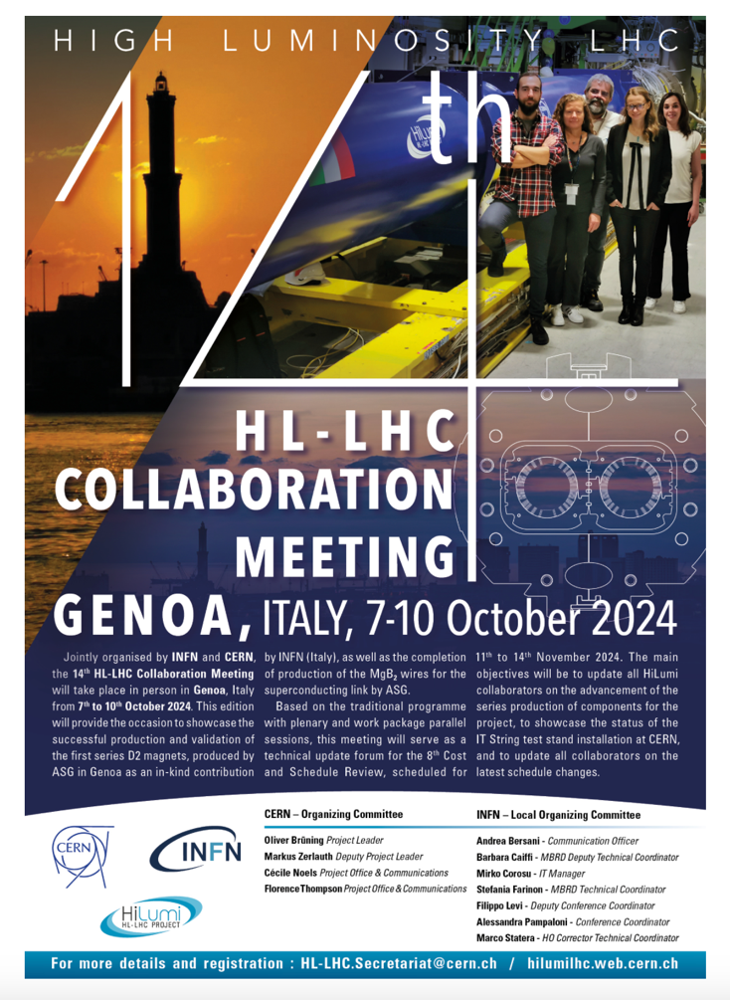 HIGH LUMINOSITY LHC
14th
HiLumi
HL-LHC
HL-LHC
COLLABORATION
MEETING
GENOA, ITALY, 7-10 October 2024
Jointly organised by INFN and CERN,
the 14th HL-LHC Collaboration Meeting
will take place in person in Genoa, Italy
from 7th to 10th October 2024. This edition
will provide the occasion to showcase the
successful production and validation of
the first series D2 magnets, produced by
ASG in Genoa as an in-kind contribution
by INFN (Italy), as well as the completion
of production of the MgB₂ wires for the
superconducting link by ASG.
Based on the traditional programme
with plenary and work package parallel
sessions, this meeting will serve as a
technical update forum for the 8th Cost
and Schedule Review, scheduled for
11th to 14th November 2024. The main
objectives will be to update all HiLumi
collaborators on the advancement of the
series production of components for the
project, to showcase the status of the
IT String test stand installation at CERN,
and to update all collaborators on the
latest schedule changes.
CERN
INFN
HiLumi
HL-LHC PROJECT
CERN – Organizing Committee
Oliver Brüning Project Leader
Markus Zerlauth Deputy Project Leader
Cécile Noels Project Office & Communications
Florence Thompson Project Office & Communications
INFN – Local Organizing Committee
Andrea Bersani - Communication Officer
Barbara Caiffi - MBRD Deputy Technical Coordinator
Mirko Corosu - IT Manager
Stefania Farinon - MBRD Technical Coordinator
Filippo Levi - Deputy Conference Coordinator
Alessandra Pampaloni - Conference Coordinator
Marco Statera - HO Corrector Technical Coordinator
For more details and registration : HL-LHC.Secretariat@cern.ch / hilumilhc.web.cern.ch